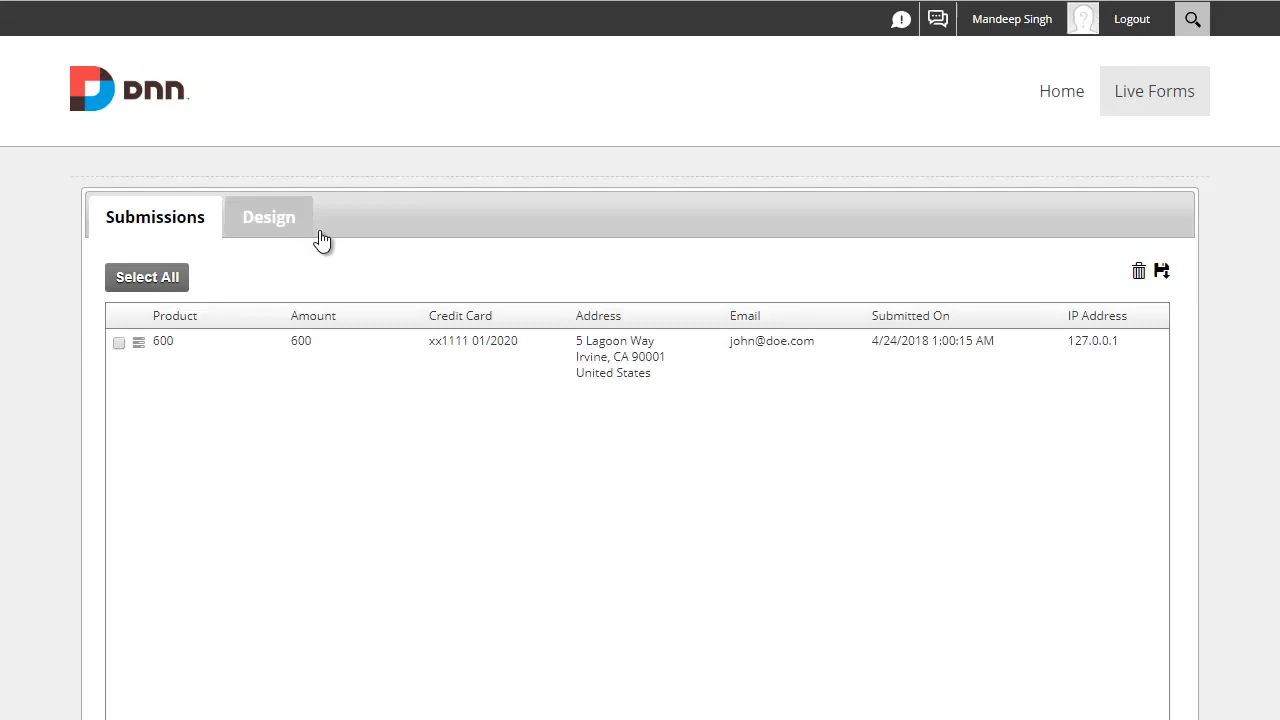 Mandeep Singh
Logout
DNN
Home
Live Forms
Submissions
Design
Select All
Product Amount Credit Card Address Email Submitted On IP Address
600 600 xx1111 01/2020 5 Lagoon Way john@doe.com 4/24/2018 1:00:15 AM 127.0.0.1
Irvine, CA 90001
United States